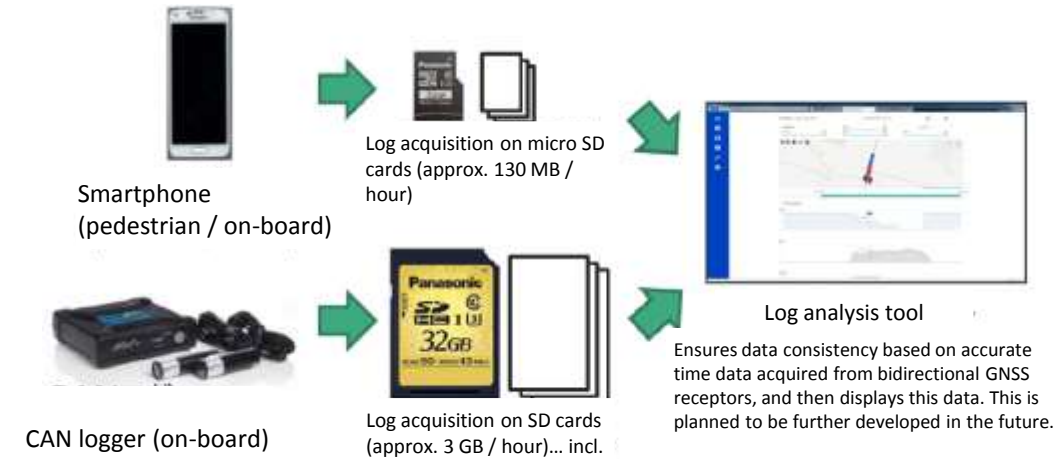 Panasonic
Log acquisition on micro SD
cards (approx. 130 MB /
hour)
Smartphone
(pedestrian / on-board)
Panasonic
SD
I
32GB
Log analysis tool
Ensures data consistency based on accurate
time data acquired from bidirectional GNSS
receptors, and then displays this data. This is
planned to be further developed in the future.
CAN logger (on-board)
Log acquisition on SD cards
(approx. 3 GB / hour)… incl.